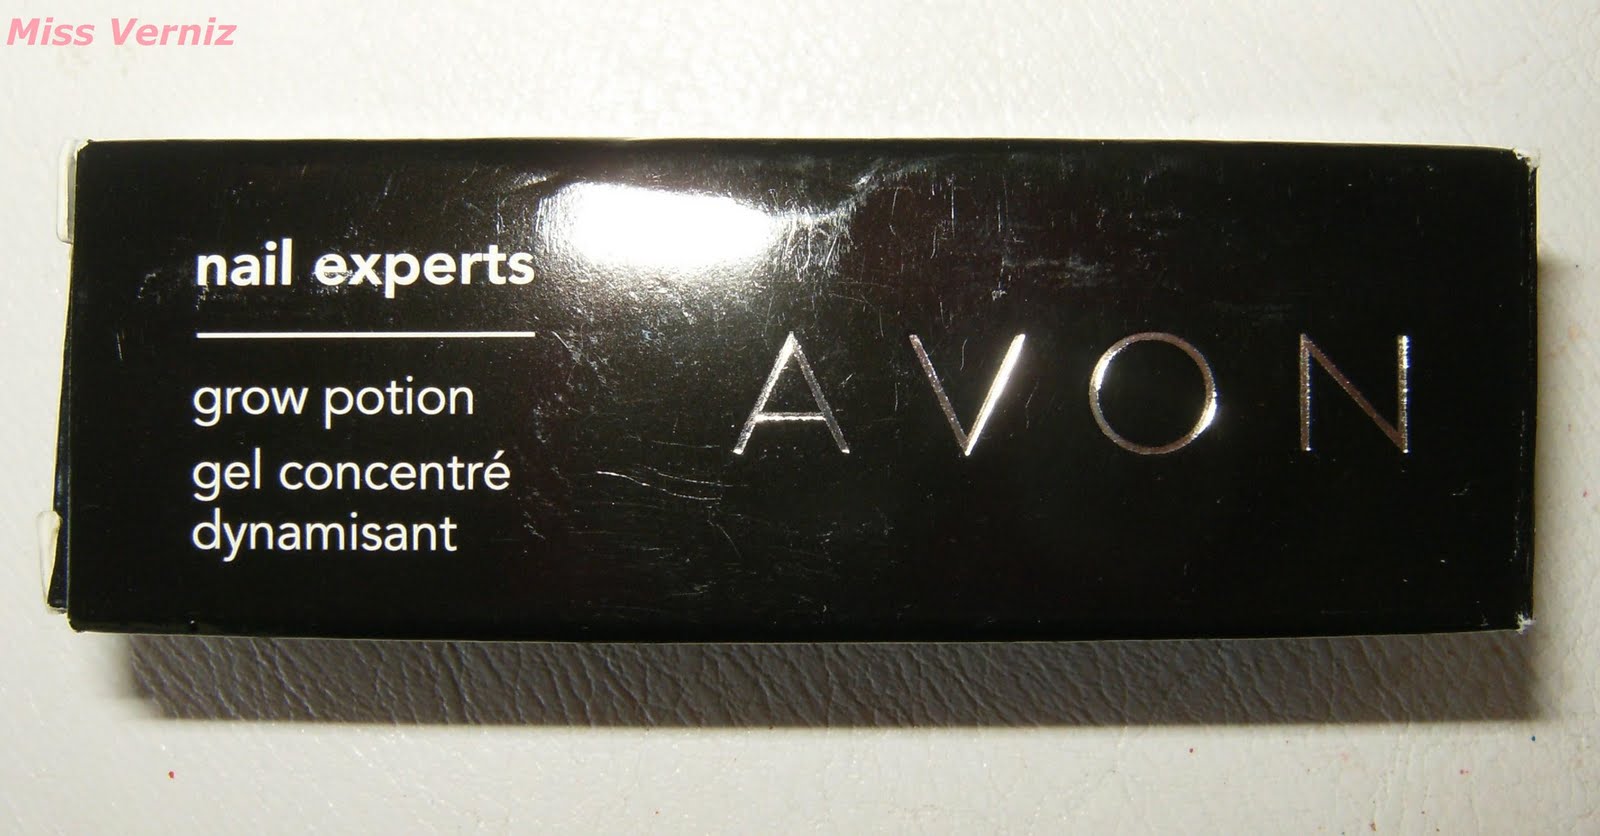 Miss Verniz
nail experts
grow potion
gel concentré
dynamisant
AVON